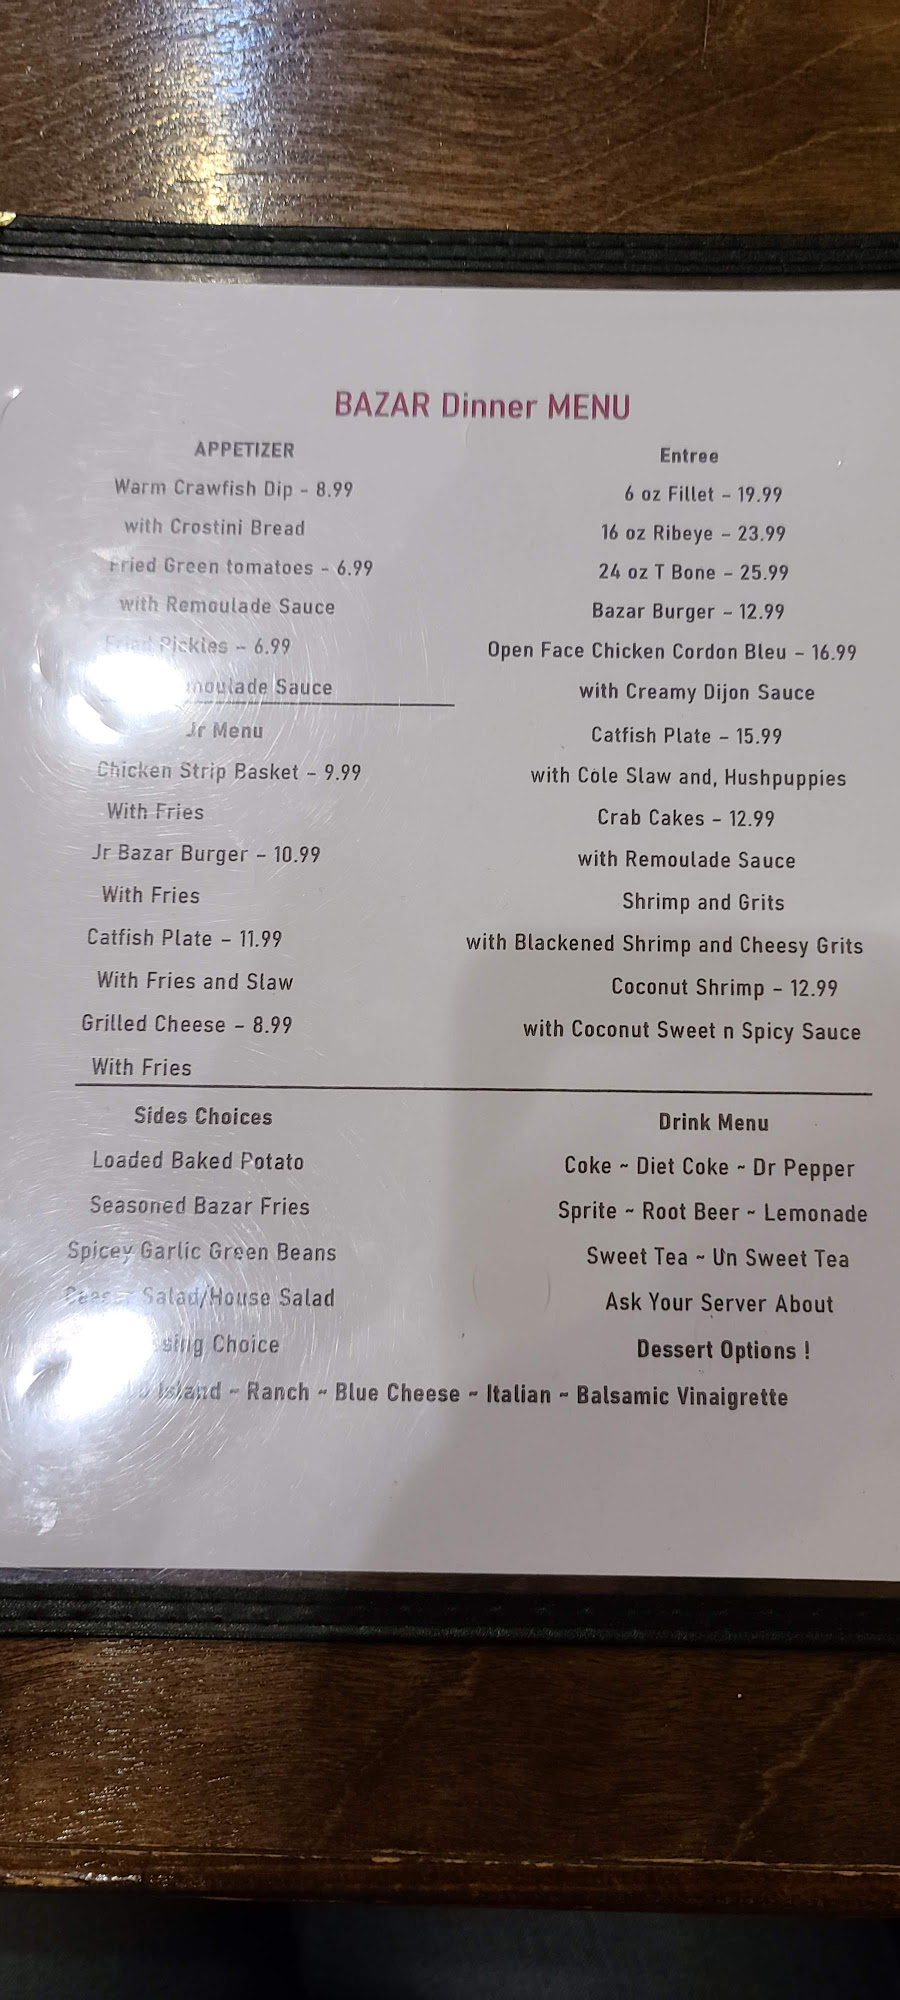 BAZAR Dinner MENU
APPETIZER
Warm Crawfish Dip - 8.99
with Crostini Bread
Fried Green tomatoes - 6.99
with Remoulade Sauce
Fried Pickles - 6.99
Sauce
Jr Menu
Chicken Strip Basket - 9.99
With Fries
Jr Bazar Burger - 10.99
With Fries
Catfish Plate - 11.99
With Fries and Slaw
Grilled Cheese - 8.99
With Fries
Entree
6 oz Fillet - 19.99
16 oz Ribeye - 23.99
24 oz T Bone - 25.99
Bazar Burger - 12.99
Open Face Chicken Cordon Bleu - 16.99
with Creamy Dijon Sauce
Catfish Plate - 15.99
with Cole Slaw and, Hushpuppies
Crab Cakes - 12.99
with Remoulade Sauce
Shrimp and Grits
with Blackened Shrimp and Cheesy Grits
Coconut Shrimp - 12.99
with Coconut Sweet n Spicy Sauce
Sides Choices
Loaded Baked Potato
Seasoned Bazar Fries
Spicey Garlic Green Beans
Salad/House Salad
Choice
Island ~ Ranch ~ Blue Cheese ~ Italian ~ Balsamic Vinaigrette
Drink Menu
Coke ~ Diet Coke ~ Dr Pepper
Sprite ~ Root Beer ~ Lemonade
Sweet Tea ~ Un Sweet Tea
Ask Your Server About
Dessert Options !